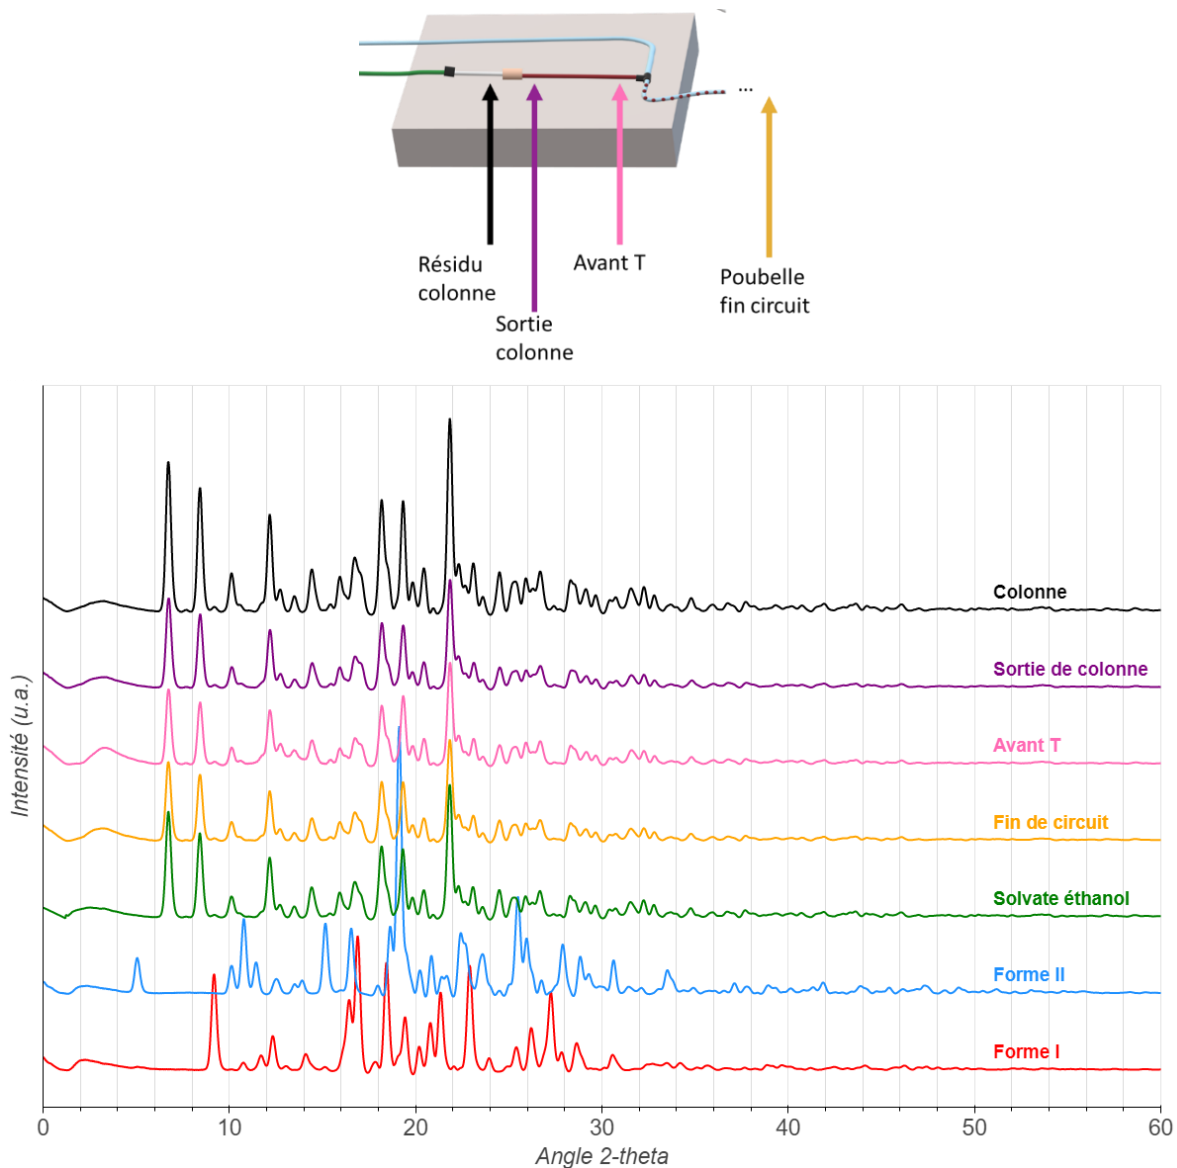 ...
Résidu
colonne
Avant T
Poubelle
fin circuit
Sortie
colonne
Intensité (u.a.)
Colonne
Sortie de colonne
Avant T
Fin de circuit
Solvate éthanol
Forme II
Forme I
0 10 20 30 40 50 60
Angle 2-theta